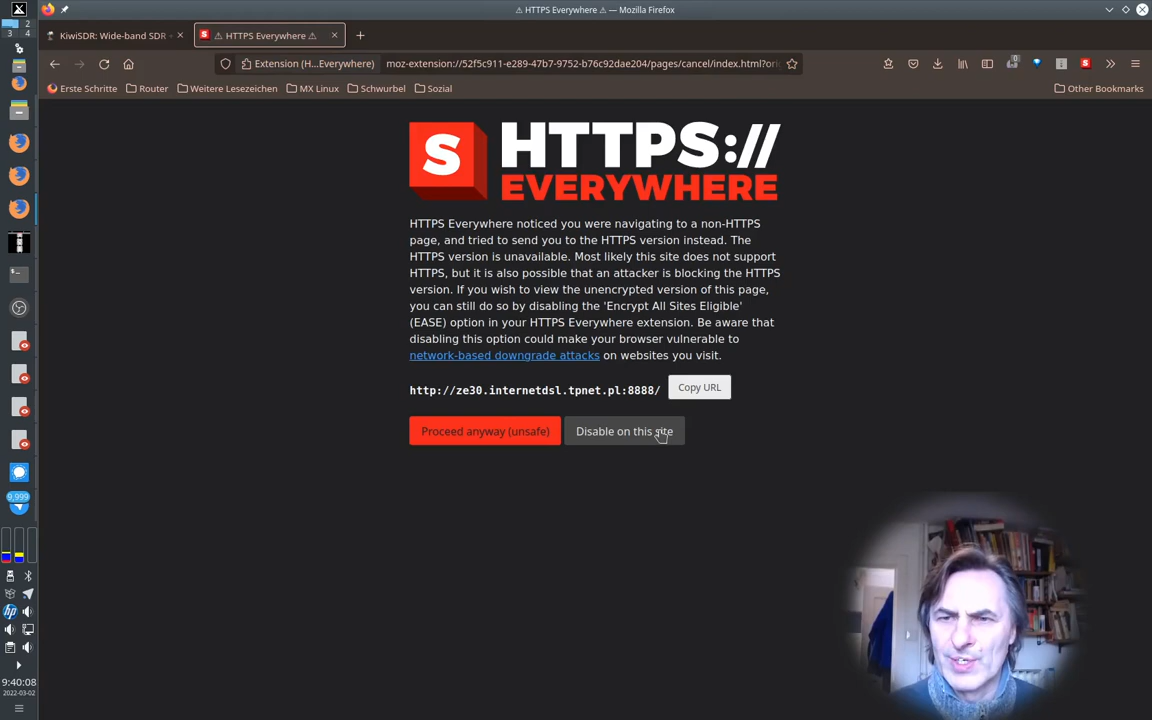 ⚠ HTTPS Everywhere ⚠ — Mozilla Firefox
2
3 4
KiwiSDR: Wide-band SDR
⚠ HTTPS Everywhere ⚠
Extension (H...Everywhere)
moz-extension://52f5c911-e289-47b7-9752-b76c92dae204/pages/cancel/index.html?or
0
Erste Schritte
Router
Weitere Lesezeichen
MX Linux
Schwurbel
Sozial
Other Bookmarks
S HTTPS://
EVERYWHERE
HTTPS Everywhere noticed you were navigating to a non-HTTPS
page, and tried to send you to the HTTPS version instead. The
HTTPS version is unavailable. Most likely this site does not support
HTTPS, but it is also possible that an attacker is blocking the HTTPS
version. If you wish to view the unencrypted version of this page,
you can still do so by disabling the 'Encrypt All Sites Eligible'
(EASE) option in your HTTPS Everywhere extension. Be aware that
disabling this option could make your browser vulnerable to
network-based downgrade attacks on websites you visit.
http://ze30.internetdsl.tpnet.pl:8888/
Copy URL
Proceed anyway (unsafe)
Disable on this site
9,999
hp
9:40:08
2022-03-02